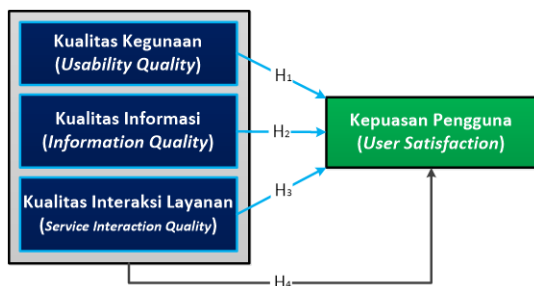 Kualitas Kegunaan
(Usability Quality)
H1
Kualitas Informasi
(Information Quality)
H2
Kepuasan Pengguna
(User Satisfaction)
Kualitas Interaksi Layanan
(Service Interaction Quality)
H3
H4